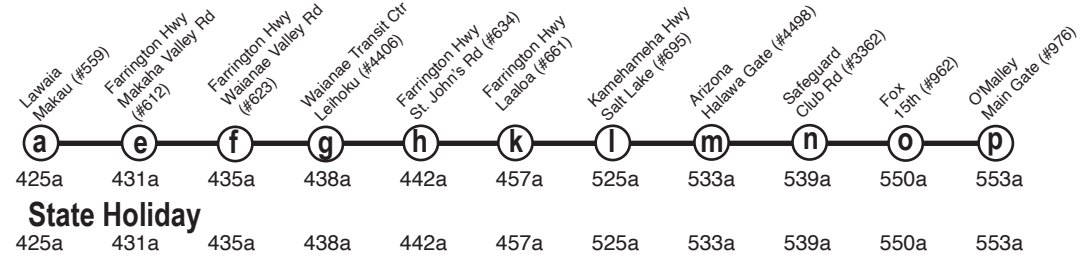 Lawaia
Makau (#559)
Farrington Hwy
Makaha Valley Rd
(#612)
Farrington Hwy
Waianae Valley Rd
(#623)
Waianae Transit Ctr
Leihoku (#4406)
Farrington Hwy
St. John's Rd (#634)
Farrington Hwy
Laaloa (#661)
Kamehameha Hwy
Salt Lake (#695)
Arizona
Halawa Gate (#4498)
Safeguard
Club Rd (#3362)
Fox
15th (#962)
O'Malley
Main Gate (#976)
a e f g h k l m n o p
425a 431a 435a 438a 442a 457a 525a 533a 539a 550a 553a
State Holiday
425a 431a 435a 438a 442a 457a 525a 533a 539a 550a 553a